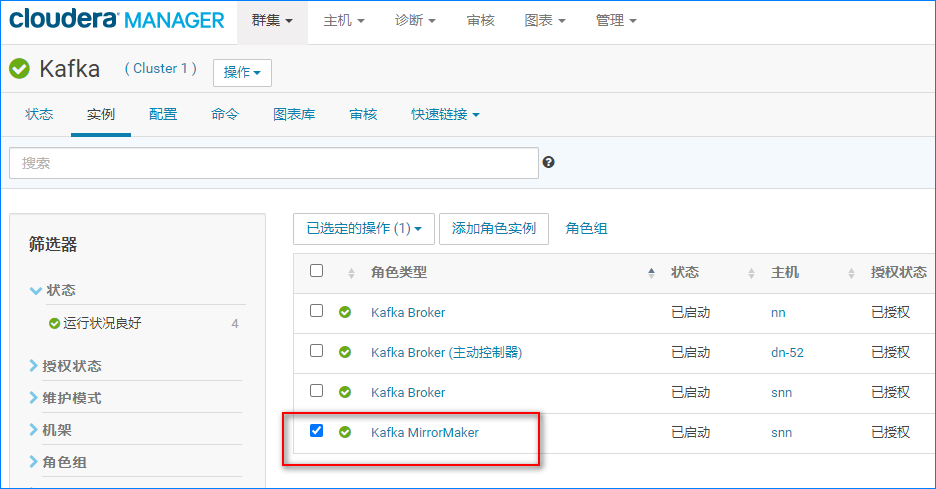 cloudera MANAGER 群集 主机 诊断 审核 图表 管理
Kafka ( Cluster 1 ) 操作
状态 实例 配置 命令 图表库 审核 快速链接
搜索 ?
筛选器
状态
运行状况良好 4
授权状态
维护模式
机架
角色组
已选定的操作 (1) 添加角色实例 角色组
角色类型 状态 主机 授权状态
Kafka Broker 已启动 nn 已授权
Kafka Broker (主动控制器) 已启动 dn-52 已授权
Kafka Broker 已启动 snn 已授权
Kafka MirrorMaker 已启动 snn 已授权